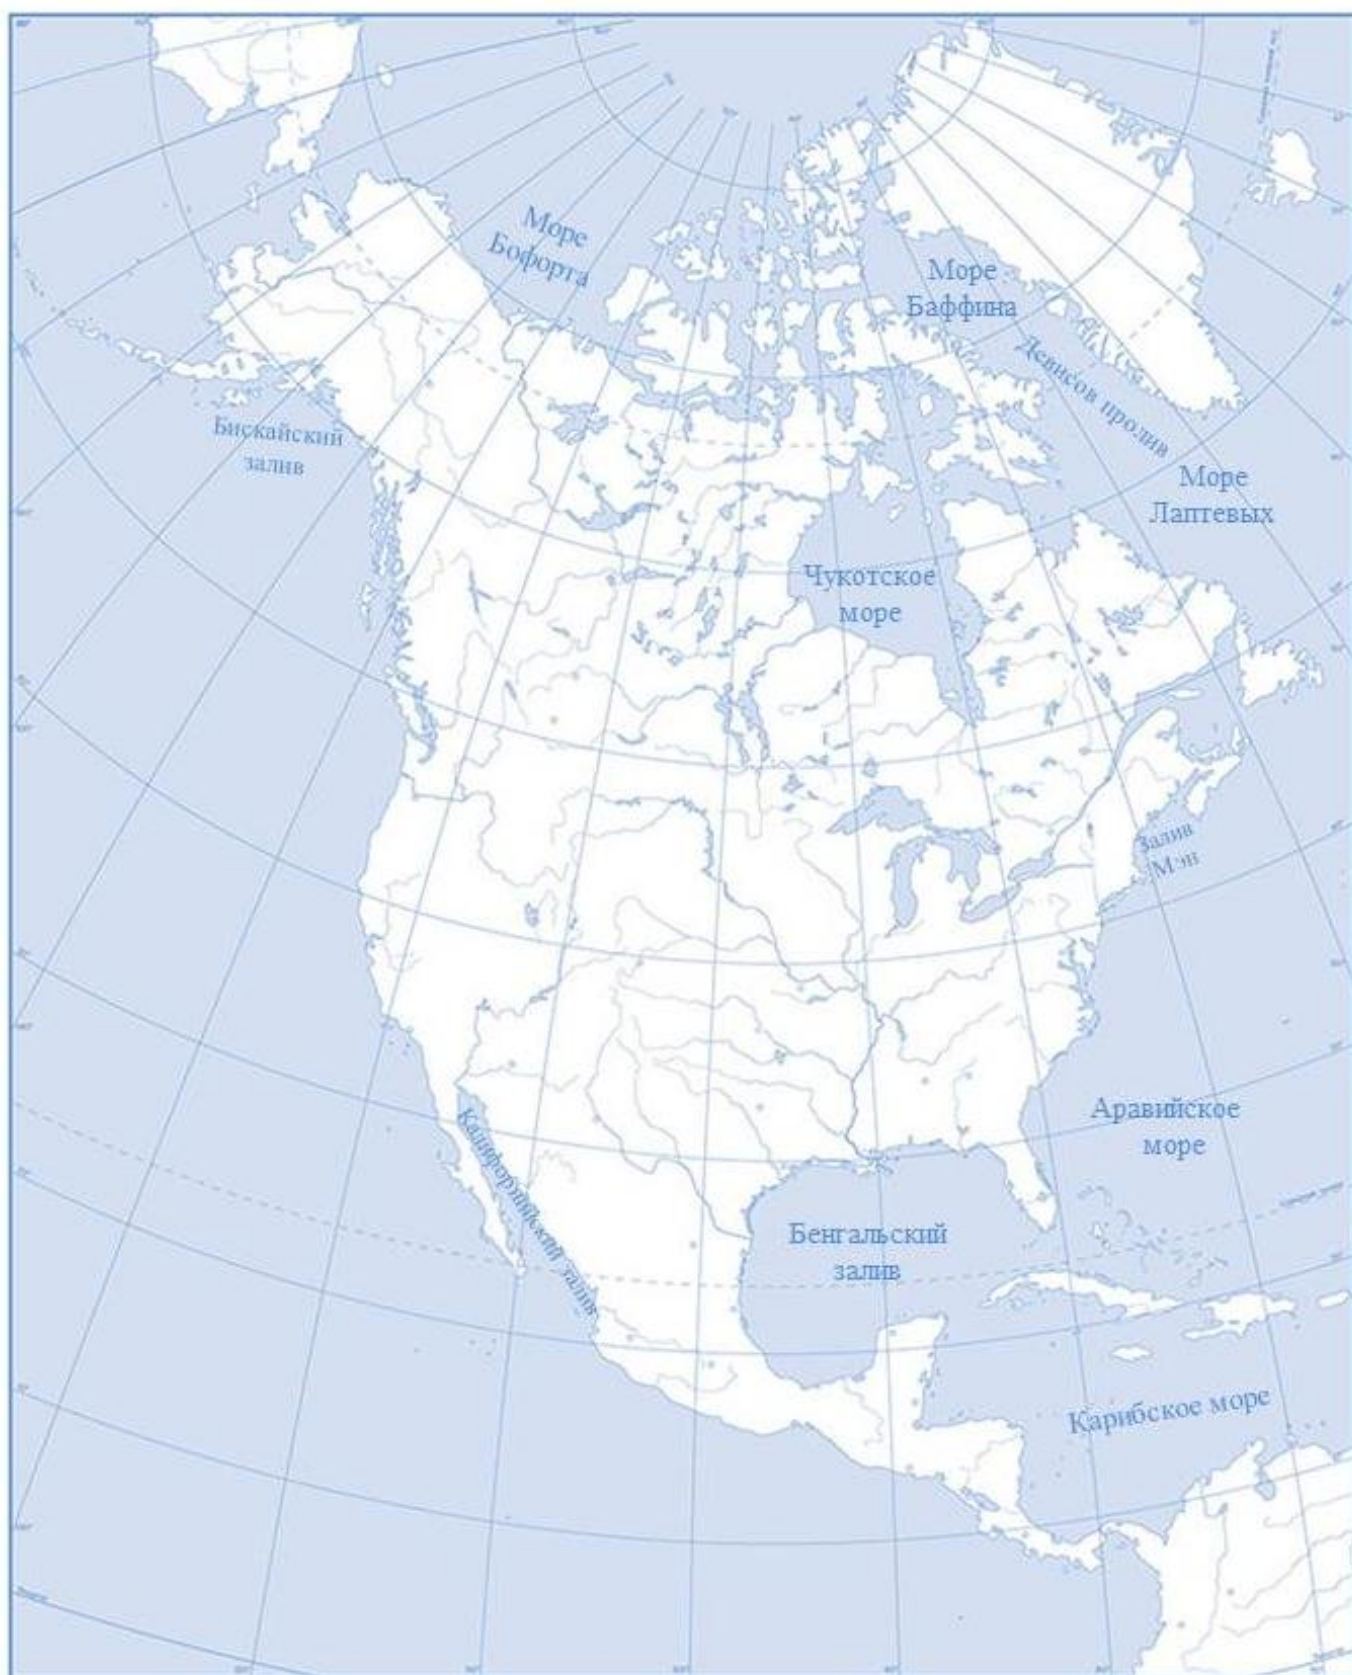 Море
Бофорта
Море
Баффина
Девисов пролив
Бискайский
залив
Море
Лаптевых
Чукотское
море
Залив
Мэн
Аравийское
море
Калифорнийский залив
Бенгальский
залив
Карибское море